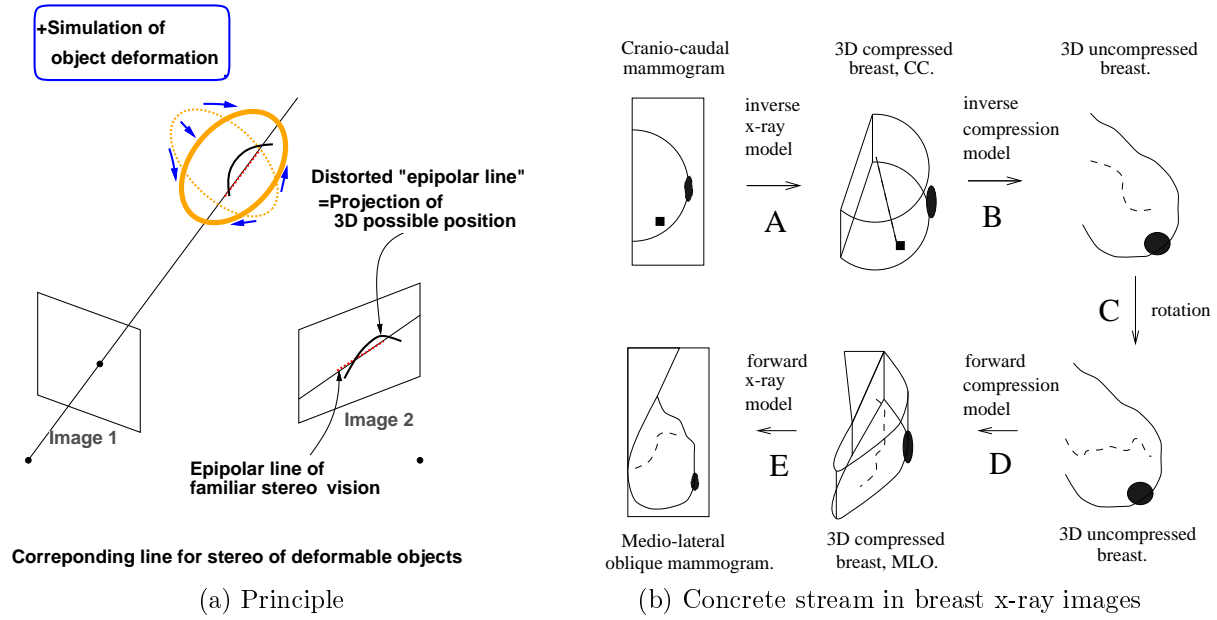 +Simulation of
object deformation
Distorted "epipolar line"
=Projection of
3D possible position
Image 1
Image 2
Epipolar line of
familiar stereo vision
Correponding line for stereo of deformable objects
(a) Principle
Cranio-caudal
mammogram
inverse
x-ray
model
A
3D compressed
breast, CC.
inverse
compression
model
B
3D uncompressed
breast.
C
rotation
3D uncompressed
breast.
forward
compression
model
D
3D compressed
breast, MLO.
forward
x-ray
model
E
Medio-lateral
oblique mammogram.
(b) Concrete stream in breast x-ray images